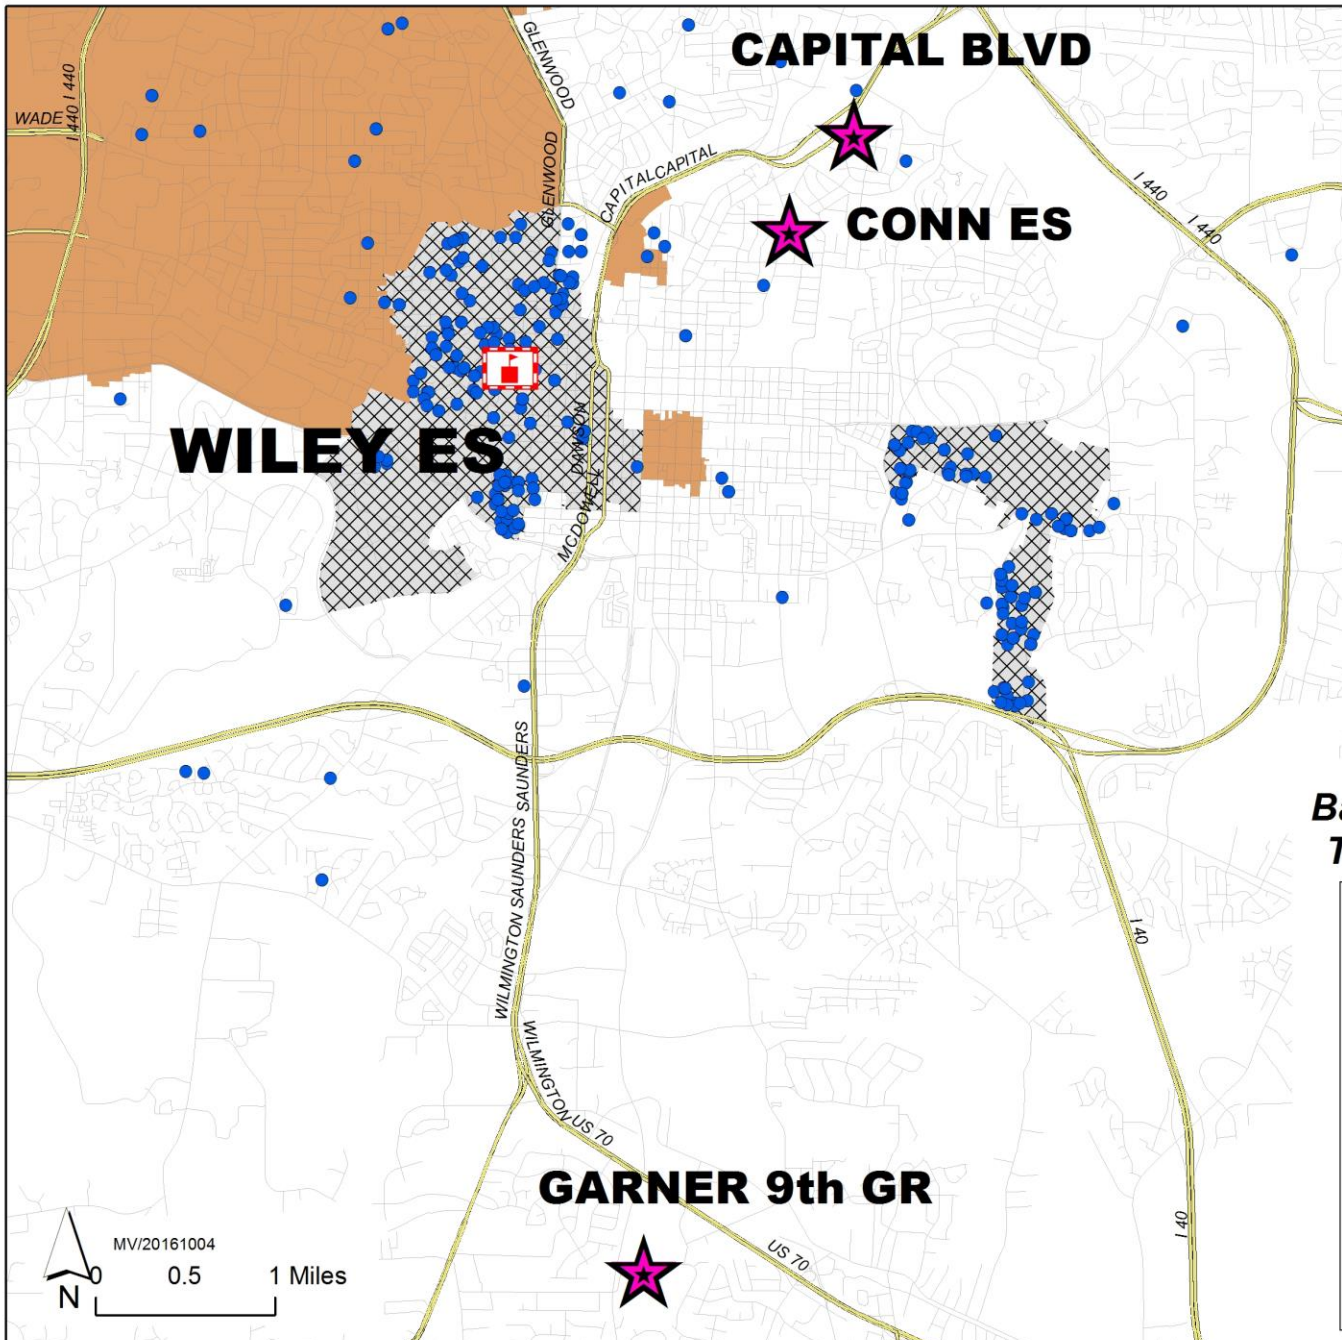 GLENWOOD
CAPITAL BLVD
I 440
I 440
WADE
GLENWOOD
CAPITAL CAPITAL
I 440
I 440
CONN ES
WILEY ES
DAWSON
MCDOWELL
WILMINGTON SAUNDERS SAUNDERS
I 40
WILMINGTON
US 70
GARNER 9th GR
US 70
I 40
MV/20161004
0 0.5 1 Miles
N